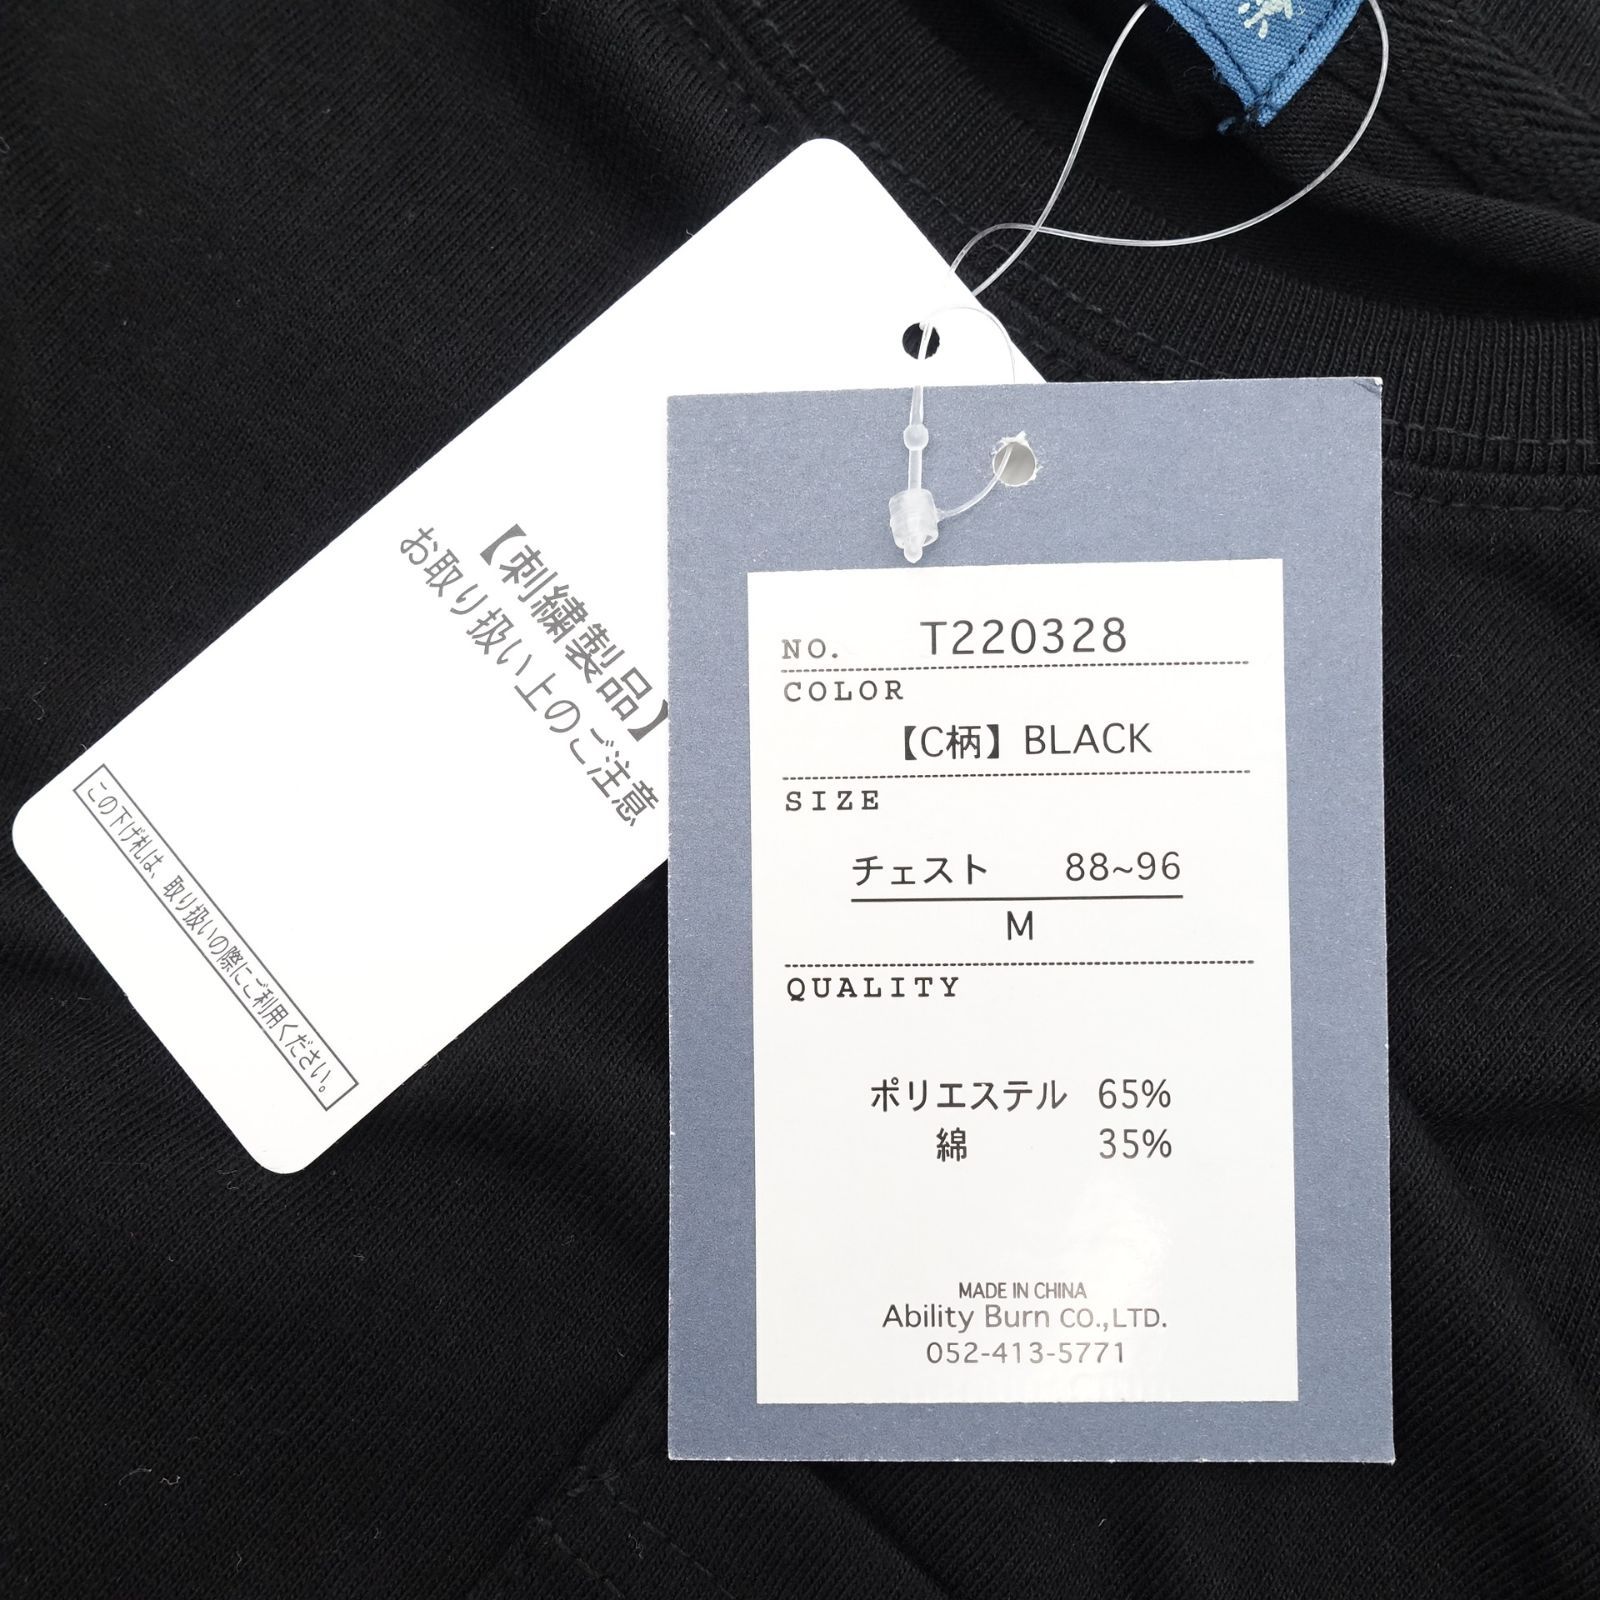 【刺繍製品】
お取り扱い上のご注意
この下げ札は、取り扱いの際にご利用ください。
NO. T220328
COLOR
【C柄】BLACK
SIZE
チェスト 88~96
M
QUALITY
ポリエステル 65%
綿 35%
MADE IN CHINA
Ability Burn CO.,LTD.
052-413-5771